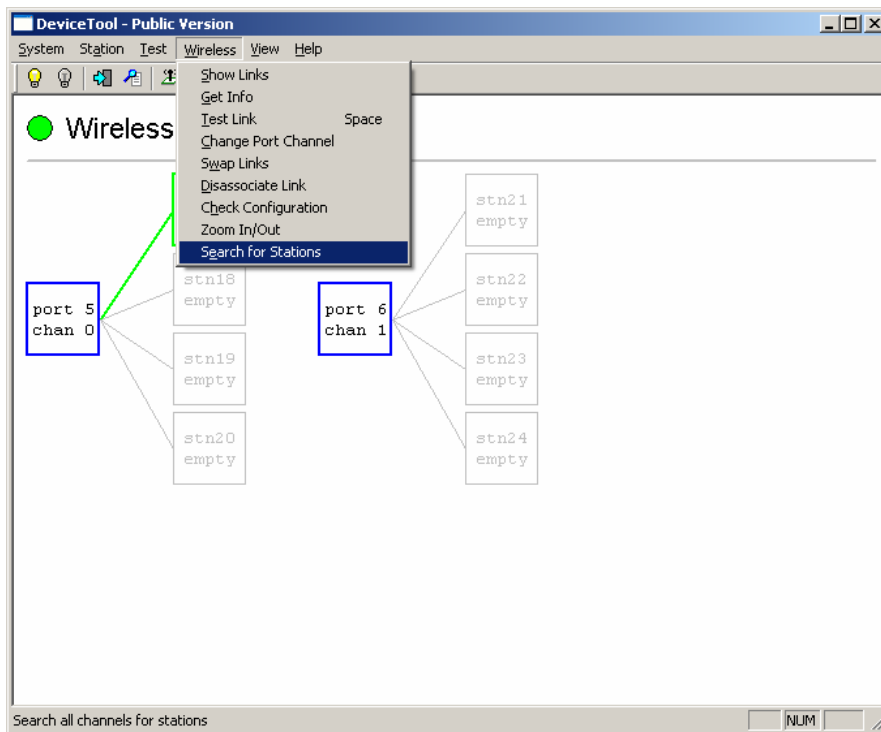 DeviceTool - Public Version
System Station Test Wireless View Help
Wireless
Show Links
Get Info
Test Link Space
Change Port Channel
Swap Links
Disassociate Link
Check Configuration
Zoom In/Out
Search for Stations
port 5
chan 0
stn18
empty
stn19
empty
stn20
empty
port 6
chan 1
stn21
empty
stn22
empty
stn23
empty
stn24
empty
Search all channels for stations
NUM